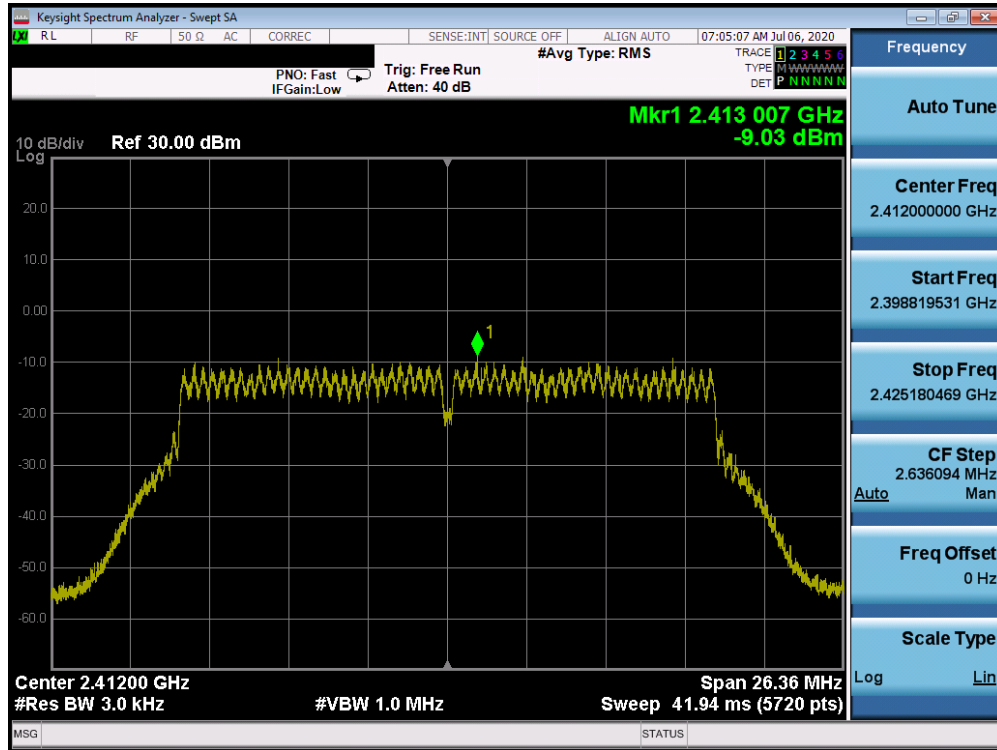 Keysight Spectrum Analyzer - Swept SA
LXI RL RF 50 Ω AC CORREC SENSE:INT SOURCE OFF ALIGN AUTO 07:05:07 AM Jul 06, 2020
#Avg Type: RMS
TRACE 1 2 3 4 5 6
TYPE M W W W W W
DET P N N N N N
PNO: Fast
IFGain:Low
Trig: Free Run
Atten: 40 dB
Mkr1 2.413 007 GHz
-9.03 dBm
10 dB/div
Log
Ref 30.00 dBm
20.0
10.0
0.00
-10.0
-20.0
-30.0
-40.0
-50.0
-60.0
1
Center 2.41200 GHz
Span 26.36 MHz
#Res BW 3.0 kHz
#VBW 1.0 MHz
Sweep 41.94 ms (5720 pts)
MSG
STATUS
Frequency
Auto Tune
Center Freq
2.412000000 GHz
Start Freq
2.398819531 GHz
Stop Freq
2.425180469 GHz
CF Step
2.636094 MHz
Auto Man
Freq Offset
0 Hz
Scale Type
Log Lin